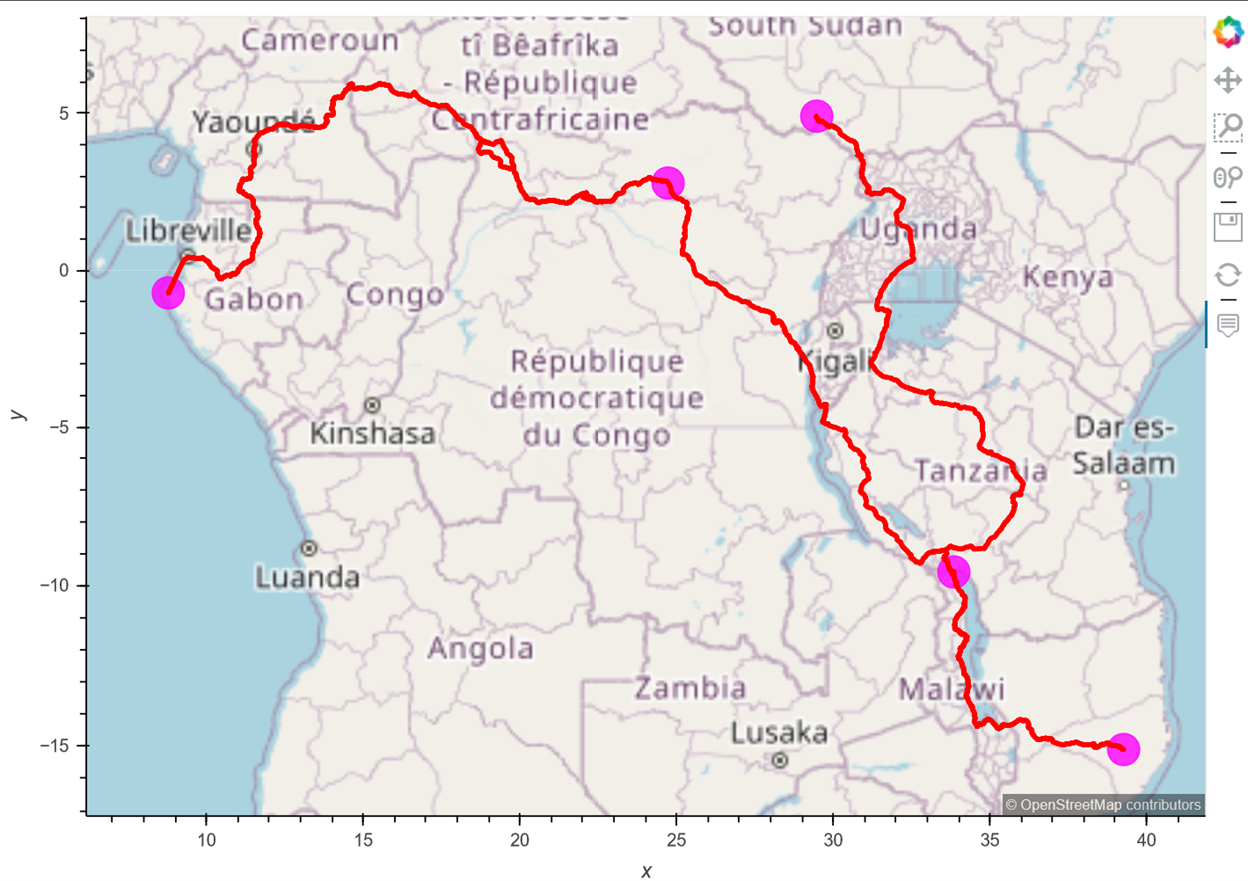 Cameroun
South Sudan
tî Bêafrîka
- République
Centrafricaine
Yaoundé
Libreville
Uganda
Gabon
Congo
Kenya
République
démocratique
du Congo
Kigali
Kinshasa
Dar es-
Salaam
Tanzania
Luanda
Angola
Zambia
Malawi
Lusaka
© OpenStreetMap contributors
5
0
−5
−10
−15
y
10
15
20
25
30
35
40
x